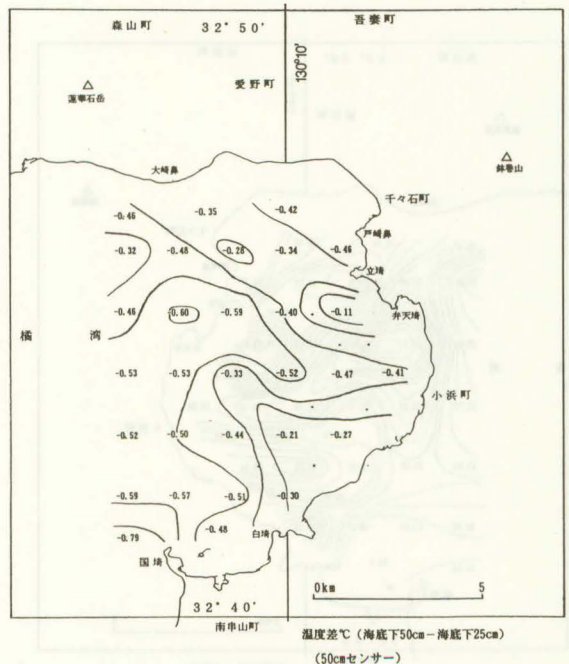 吾妻町
森山町 32° 50′
130°10′
愛野町
蓮華石岳
鉢巻山
大崎鼻
千々石町
-0.46 -0.35 -0.42
戸崎鼻
-0.32 -0.48 -0.28 -0.34 -0.46
立埼
-0.46 -0.60 -0.59 -0.40 -0.11
弁天埼
橘湾
-0.53 -0.53 -0.33 -0.52 -0.47 -0.41
小浜町
-0.52 -0.50 -0.44 -0.21 -0.27
-0.59 -0.57 -0.51 -0.30
-0.79 -0.48 白埼
国埼
0km 5
32° 40′
南串山町
温度差℃(海底下50cm-海底下25cm)
(50cmセンサー)